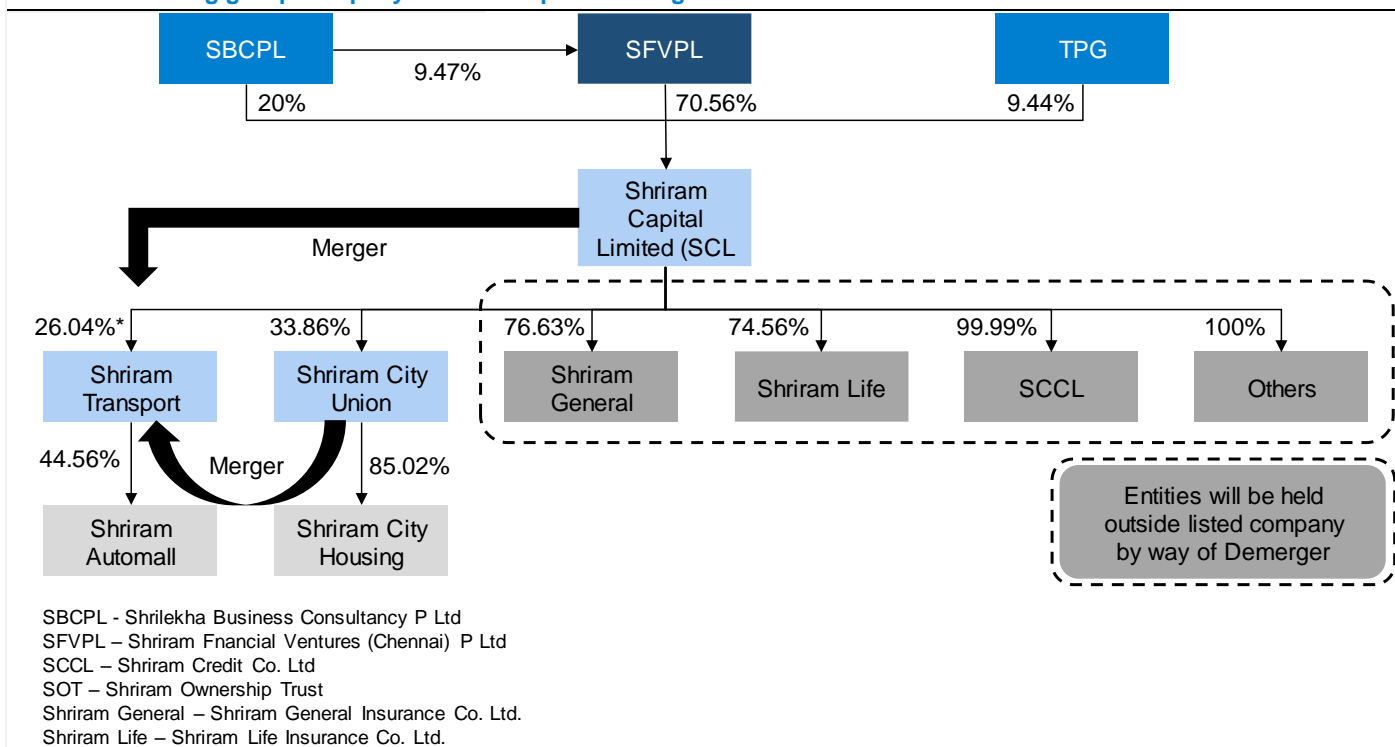 SBCPL
SFVPL
TPG
9.47%
20%
70.56%
9.44%
Shriram
Capital
Limited (SCL
Merger
26.04%*
33.86%
76.63%
74.56%
99.99%
100%
Shriram
Transport
Shriram City
Union
Shriram
General
Shriram Life
SCCL
Others
44.56%
Merger
85.02%
Shriram
Automall
Shriram City
Housing
Entities will be held
outside listed company
by way of Demerger
SBCPL - Shrilekha Business Consultancy P Ltd
SFVPL – Shriram Fnancial Ventures (Chennai) P Ltd
SCCL – Shriram Credit Co. Ltd
SOT – Shriram Ownership Trust
Shriram General – Shriram General Insurance Co. Ltd.
Shriram Life – Shriram Life Insurance Co. Ltd.